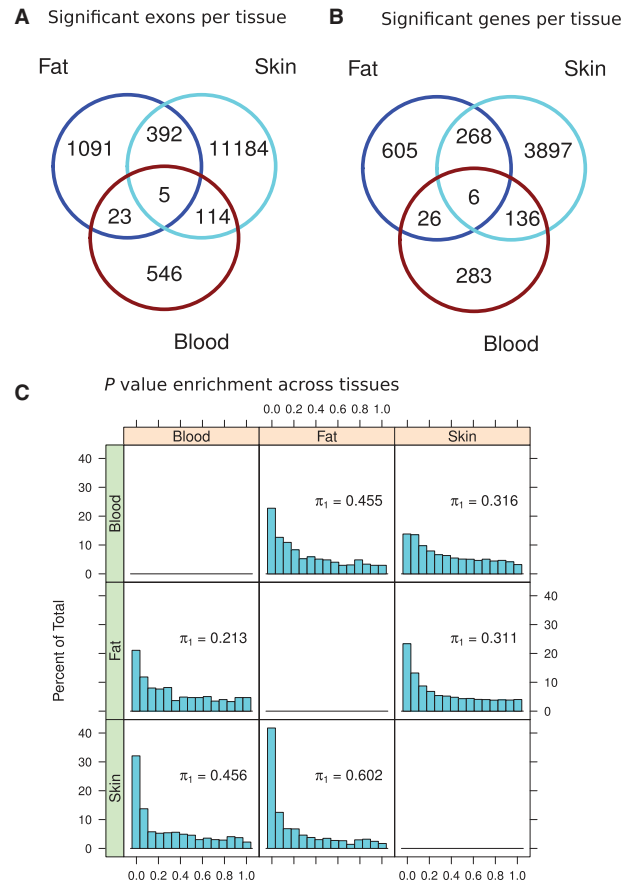 A Significant exons per tissue
B Significant genes per tissue
Fat Skin
1091 392 11184
5
23 114
546
Blood
Fat Skin
605 268 3897
6
26 136
283
Blood
C P value enrichment across tissues
0.0 0.2 0.4 0.6 0.8 1.0
Blood Fat Skin
Percent of Total
Blood
40
30
20
10
0
π1 = 0.455
π1 = 0.316
Fat
π1 = 0.213
π1 = 0.311
40
30
20
10
0
Skin
40
30
20
10
0
π1 = 0.456
π1 = 0.602
0.0 0.2 0.4 0.6 0.8 1.0
0.0 0.2 0.4 0.6 0.8 1.0